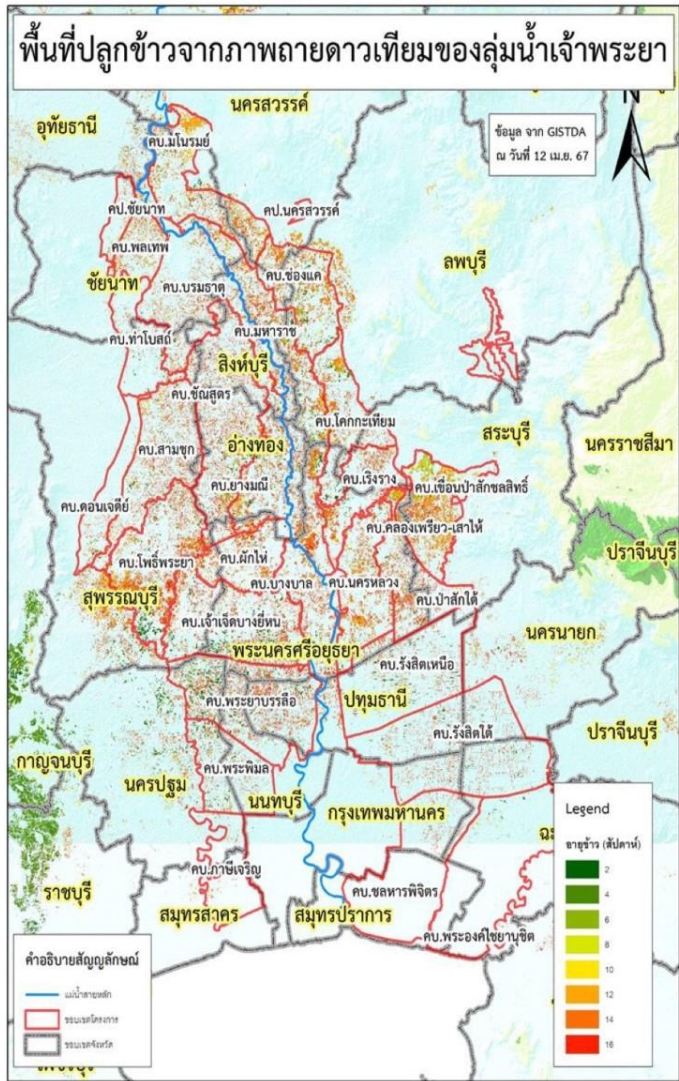 พื้นที่ปลูกข้าวจากภาพถ่ายดาวเทียมของลุ่มน้ำเจ้าพระยา
นครสวรรค์
N
อุทัยธานี
ข้อมูล จาก GISTDA
ณ วันที่ 12 เม.ย. 67
คบ.มโนรมย์
คป.ชัยนาท
คป.นครสวรรค์
คบ.พลเทพ
ชัยนาท
คบ.บรมธาตุ
คบ.ช่องแค
ลพบุรี
คบ.มหาราช
คบ.ท่าโบสถ์
สิงห์บุรี
คบ.ชัณสูตร
คบ.โคกกะเทียม
สระบุรี
คบ.สามชุก
อ่างทอง
นครราชสีมา
คบ.ยางมณี
คบ.เริงราง
คบ.เขื่อนป่าสักชลสิทธิ์
คบ.ดอนเจดีย์
คบ.คลองเพรียว-เสาไห้
ปราจีนบุรี
คบ.โพธิ์พระยา
คบ.ผักไห่
คบ.บางบาล
คบ.นครหลวง
สุพรรณบุรี
คบ.ป่าสักใต้
คบ.เจ้าเจ็ดบางยี่หน
นครนายก
พระนครศรีอยุธยา
คบ.รังสิตเหนือ
คบ.พระยาบรรลือ
ปทุมธานี
คบ.รังสิตใต้
ปราจีนบุรี
กาญจนบุรี
คบ.พระพิมล
นครปฐม
นนทบุรี
กรุงเทพมหานคร
Legend
อายุข้าว (สัปดาห์)
2
4
6
8
10
12
14
16
คบ.ภาษีเจริญ
ราชบุรี
คบ.ชลหารพิจิตร
สมุทรสาคร
สมุทรปราการ
คบ.พระองค์ไชยานุชิต
คำอธิบายสัญญลักษณ์
แม่น้ำสายหลัก
ขอบเขตโครงการ
ขอบเขตจังหวัด